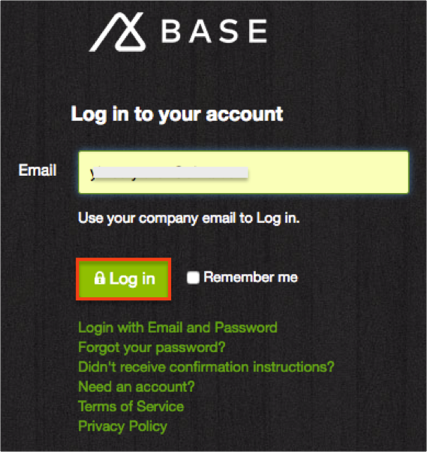 BASE
Log in to your account
Email
Use your company email to Log in.
Log in
Remember me
Login with Email and Password
Forgot your password?
Didn't receive confirmation instructions?
Need an account?
Terms of Service
Privacy Policy